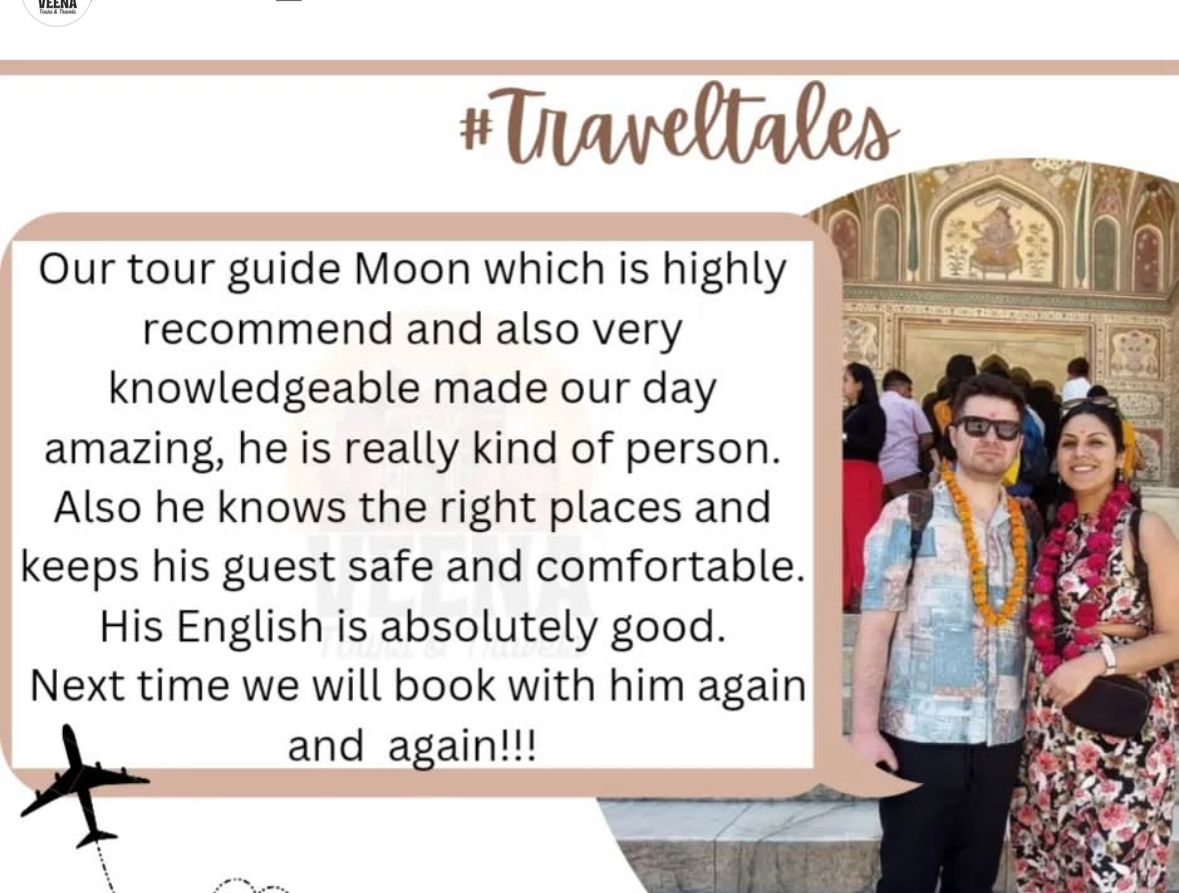 VEENA
Tours & Travels
#Traveltales
Our tour guide Moon which is highly
recommend and also very
knowledgeable made our day
amazing, he is really kind of person.
Also he knows the right places and
keeps his guest safe and comfortable.
His English is absolutely good.
Next time we will book with him again
and  again!!!
VEENA
Tours & Travels